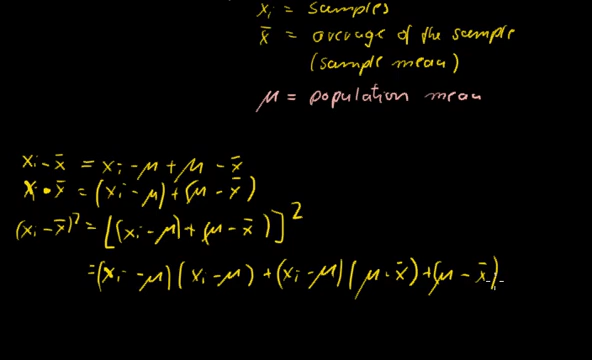 xᵢ = samples
x̄ = average of the sample
(sample mean)
μ = population mean
xᵢ - x̄ = xᵢ - μ + μ - x̄
xᵢ - x̄ = (xᵢ - μ) + (μ - x̄)
(xᵢ - x̄)² = [(xᵢ - μ) + (μ - x̄)]²
= (xᵢ - μ)(xᵢ - μ) + (xᵢ - μ)(μ - x̄) + (μ - x̄)